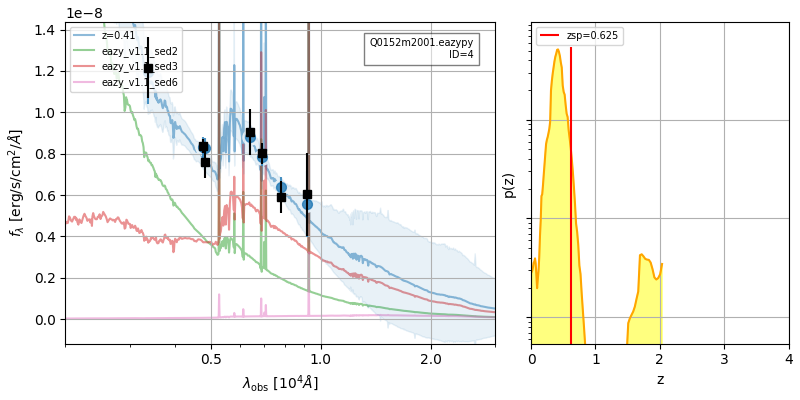 1e−8
z=0.41
eazy_v1.1_sed2
eazy_v1.1_sed3
eazy_v1.1_sed6
Q0152m2001.eazypy
ID=4
1.4
1.2
1.0
0.8
0.6
0.4
0.2
0.0
fλ [erg/s/cm²/Å]
0.5
1.0
2.0
λobs [10⁴Å]
zsp=0.625
p(z)
0
1
2
3
4
z